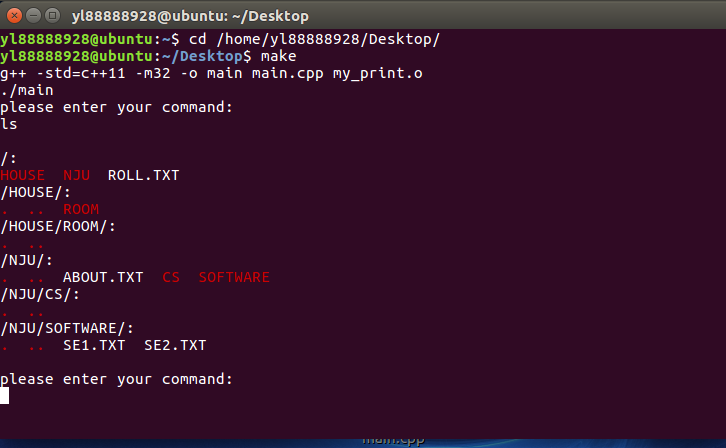 yl88888928@ubuntu: ~/Desktop
yl88888928@ubuntu:~$ cd /home/yl88888928/Desktop/
yl88888928@ubuntu:~/Desktop$ make
g++ -std=c++11 -m32 -o main main.cpp my_print.o
./main
please enter your command:
ls
/:
HOUSE  NJU  ROLL.TXT
/HOUSE/:
.  ..  ROOM
/HOUSE/ROOM/:
.  ..
/NJU/:
.  ..  ABOUT.TXT  CS  SOFTWARE
/NJU/CS/:
.  ..
/NJU/SOFTWARE/:
.  ..  SE1.TXT  SE2.TXT
please enter your command:
main.cpp